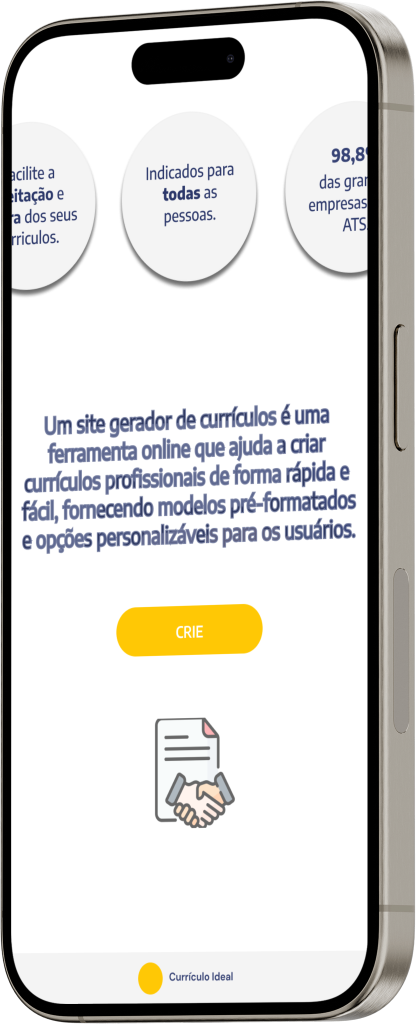 acilite a
eitação e
ra dos seus
rriculos.
Indicados para
todas as
pessoas.
98,8
das gran
empresas
ATS.
Um site gerador de currículos é uma
ferramenta online que ajuda a criar
currículos profissionais de forma rápida e
fácil, fornecendo modelos pré-formatados
e opções personalizáveis para os usuários.
CRIE
Currículo Ideal